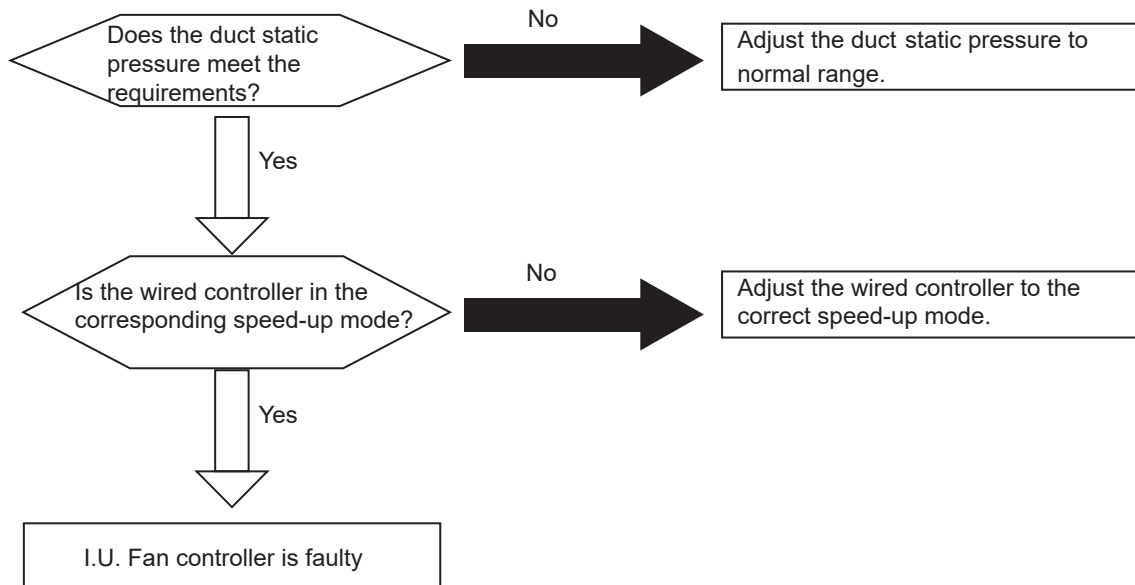 Does the duct static
pressure meet the
requirements?
No
Adjust the duct static pressure to
normal range.
Yes
Is the wired controller in the
corresponding speed-up mode?
No
Adjust the wired controller to the
correct speed-up mode.
Yes
I.U. Fan controller is faulty